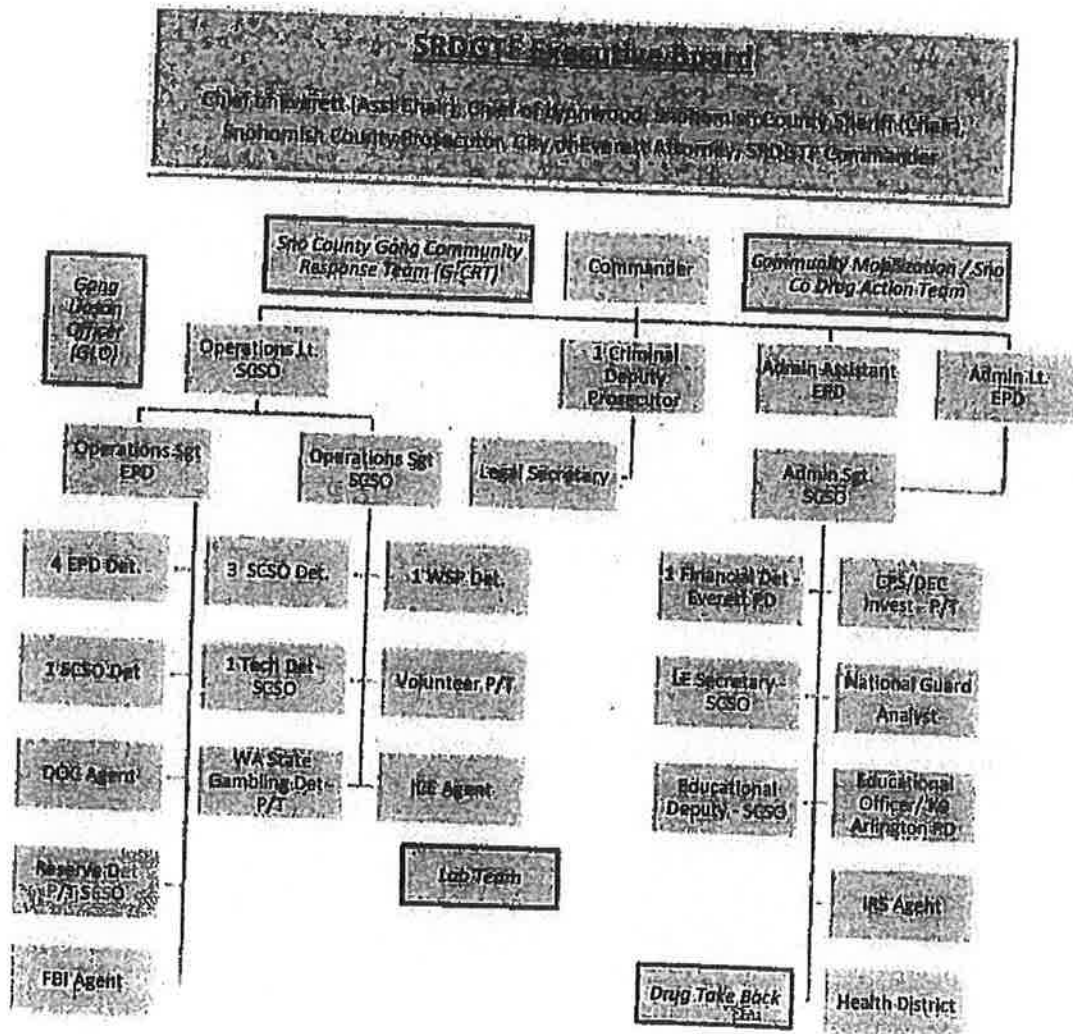 SRDGTF Executive Board
Chief of Everett (Asst Chair), Chief of Lynnwood, Snohomish County Sheriff (Chair),
Snohomish County Prosecutor, City of Everett Attorney, SRDGTF Commander
Sno County Gang Community
Response Team (G-CRT)
Commander
Community Mobilization / Sno
Co Drug Action Team
Gang
Liason
Officer
(GLO)
Operations Lt.
SCSO
1 Criminal
Deputy
Prosecutor
Admin Assistant
EPD
Admin Lt.
EPD
Operations Sgt
EPD
Operations Sgt
SCSO
Legal Secretary
Admin Sgt.
SCSO
4 EPD Det.
3 SCSO Det.
1 WSP Det.
1 Financial Det -
Everett PD
CPS/DEC
Invest - P/T
1 SCSO Det
1 Tech Det -
SCSO
Volunteer P/T
LE Secretary -
SCSO
National Guard
Analyst
DOC Agent
WA State
Gambling Det -
P/T
ICE Agent
Educational
Deputy - SCSO
Educational
Officer/ K9
Arlington PD
Reserve Det
P/T SCSO
Lab Team
IRS Agent
FBI Agent
Drug Take Back
Health District